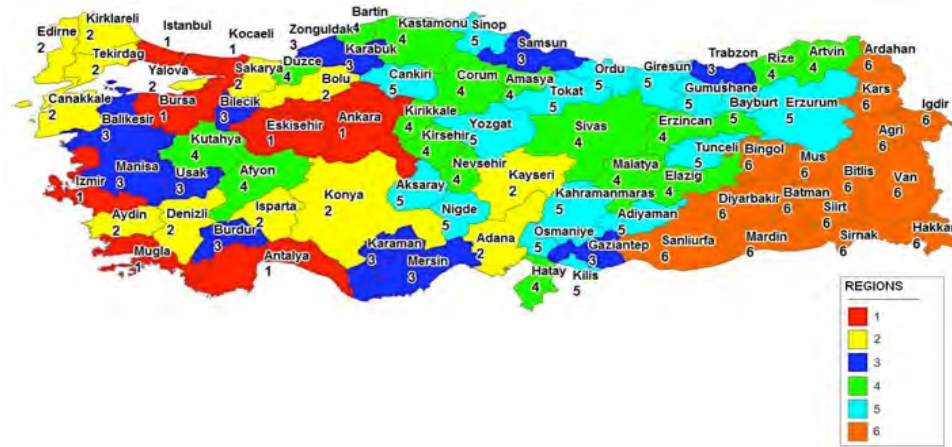 Bartin
4
Kastamonu
4
Sinop
5
Kirklareli
2
Edirne
2
Istanbul
1
Kocaeli
1
Zonguldak
3
Karabuk
3
Samsun
3
Tekirdag
2
Yalova
2
Sakarya
2
Düzce
4
Bolu
2
Cankiri
5
Corum
4
Amasya
4
Ordu
5
Giresun
5
Trabzon
3
Rize
4
Artvin
4
Ardahan
6
Canakkale
2
Bursa
1
Bilecik
3
Tokat
5
Gumushane
5
Bayburt
5
Erzurum
5
Kars
6
Igdir
6
Balikesir
3
Eskisehir
1
Ankara
1
Kirikkale
4
Yozgat
5
Sivas
4
Erzincan
4
Agri
6
Kutahya
4
Kirsehir
4
Tunceli
5
Bingol
6
Mus
6
Manisa
3
Usak
3
Afyon
4
Nevsehir
4
Kayseri
2
Malatya
4
Elazig
4
Bitlis
6
Van
6
Izmir
1
Konya
2
Aksaray
5
Kahramanmaras
5
Diyarbakir
6
Batman
6
Siirt
6
Aydin
2
Denizli
2
Isparta
2
Nigde
5
Adiyaman
5
Burdur
3
Adana
2
Osmaniye
5
Gaziantep
3
Sanliurfa
6
Mardin
6
Sirnak
6
Hakkar
6
Mugla
1
Antalya
1
Karaman
3
Mersin
3
Hatay
4
Kilis
5
REGIONS
1
2
3
4
5
6